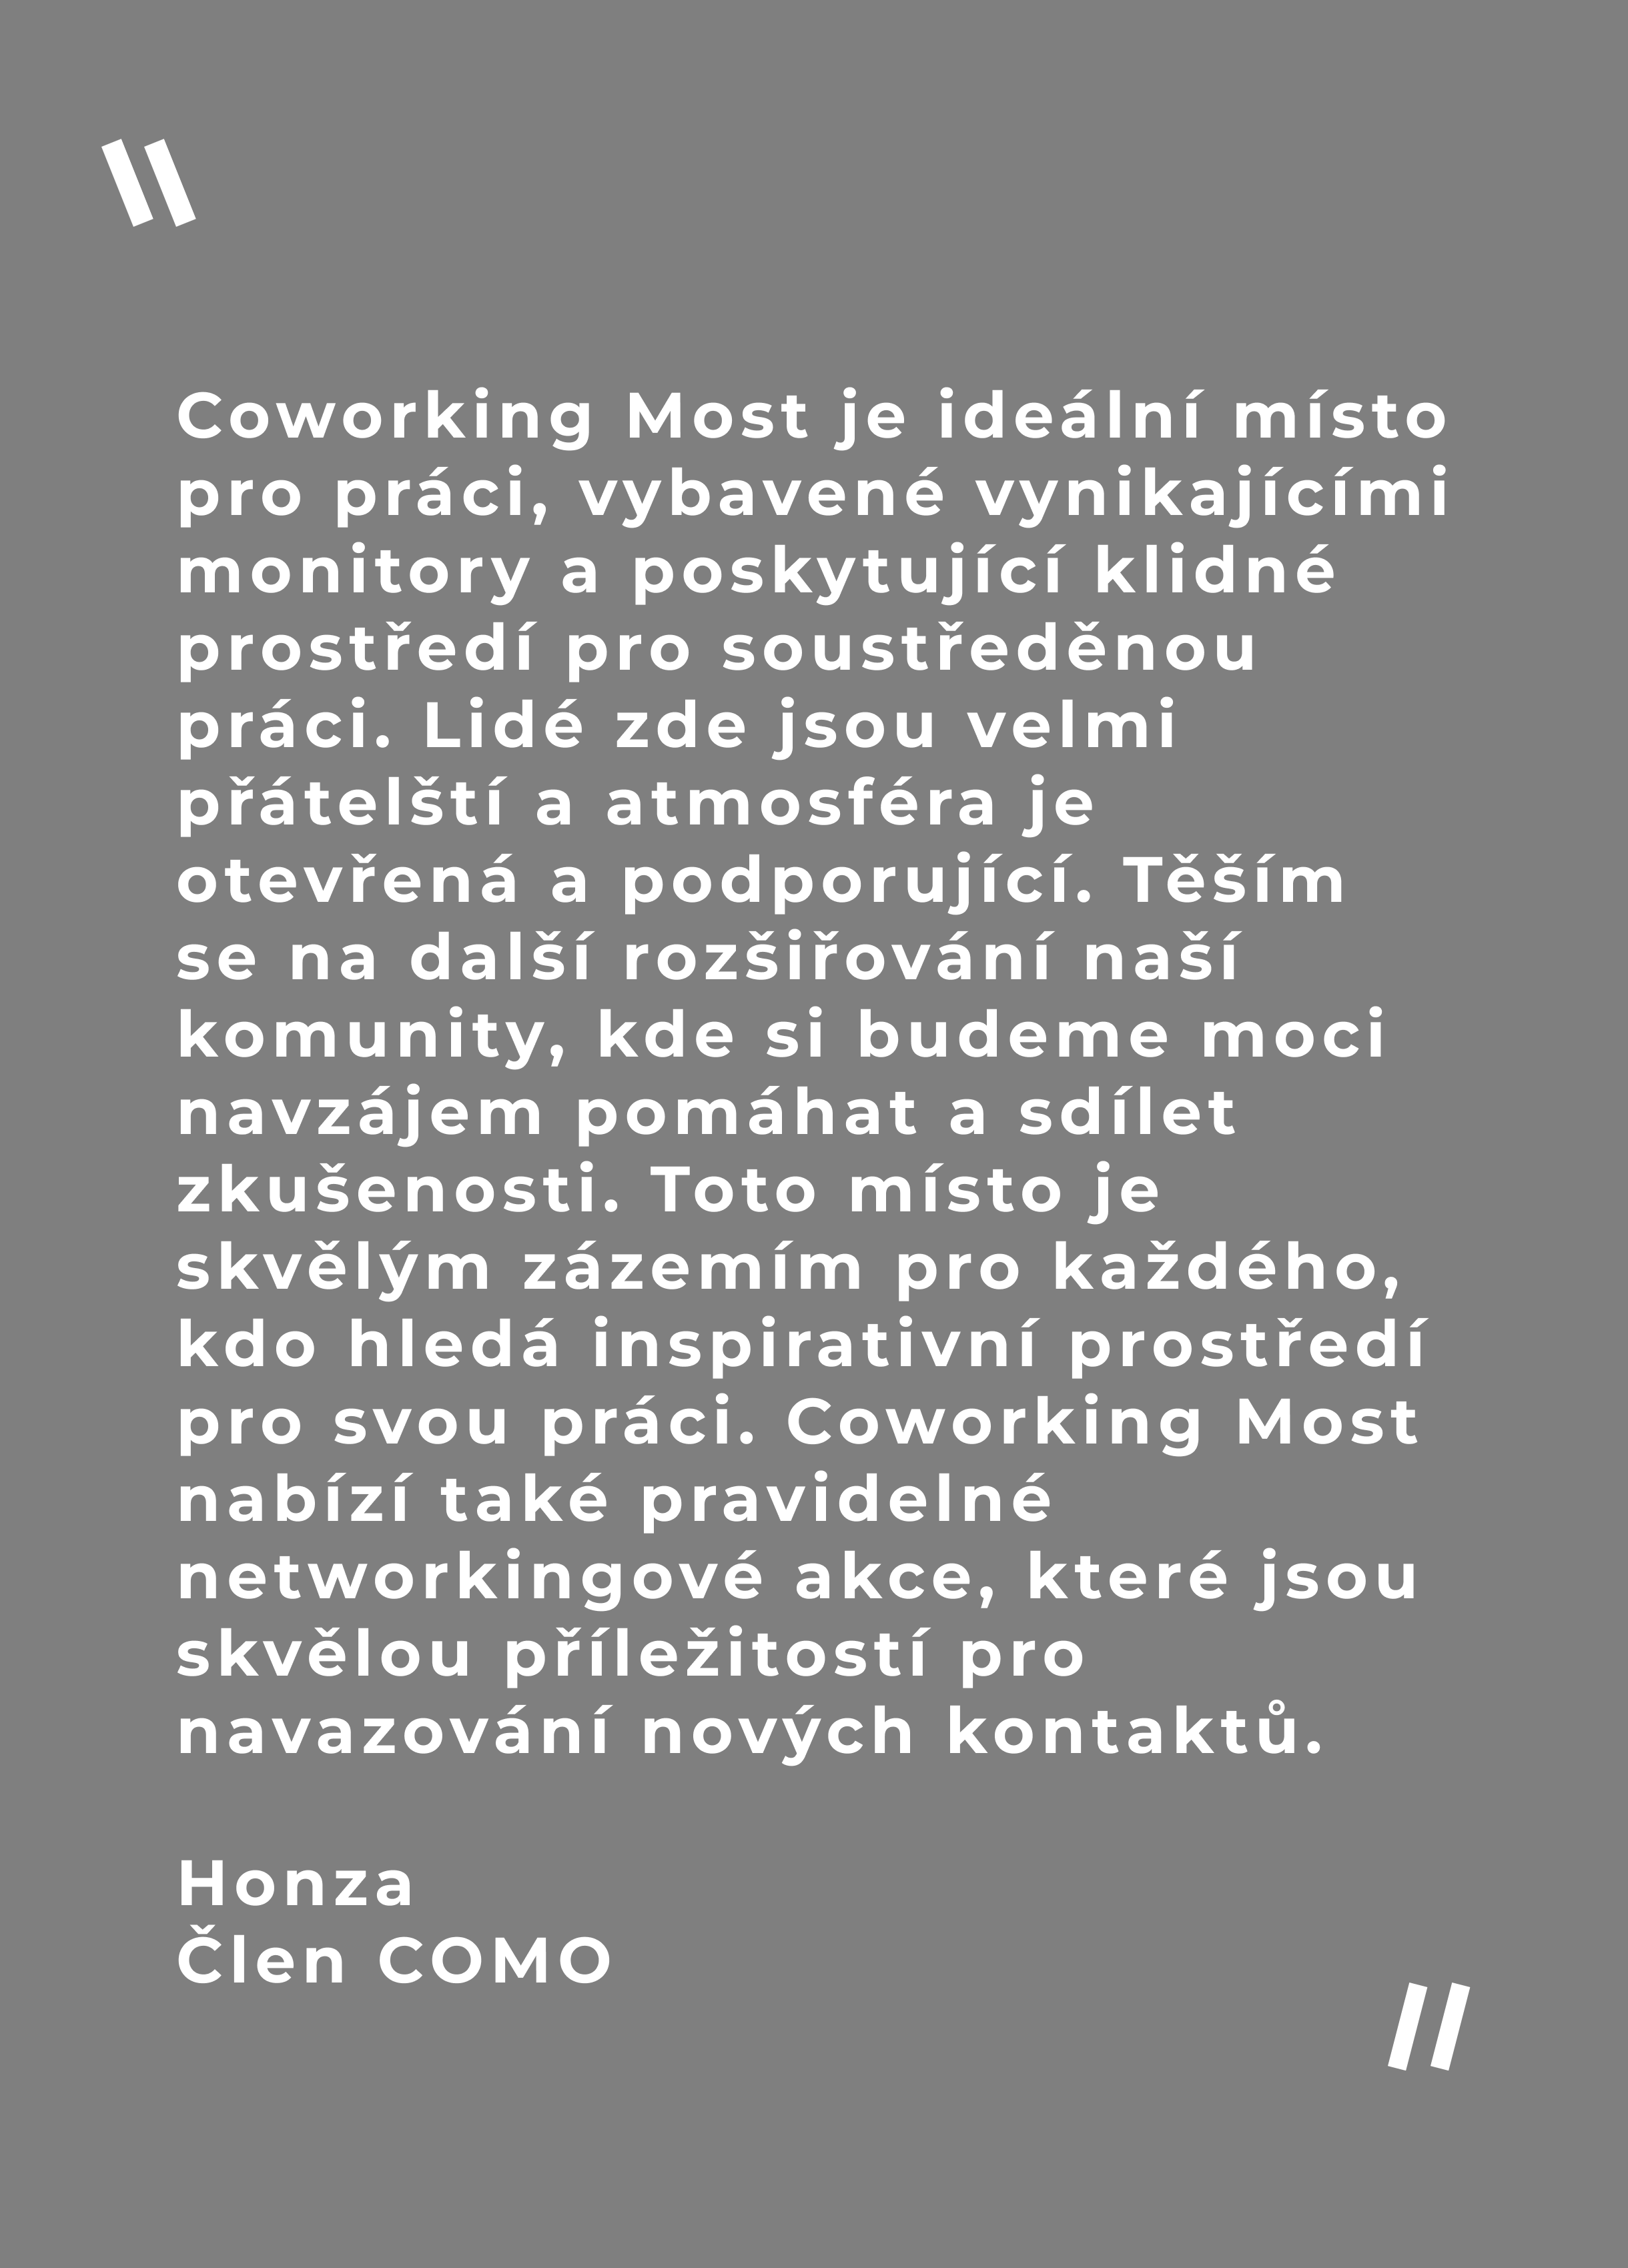 Coworking Most je ideální místo
pro práci, vybavené vynikajícími
monitory a poskytující klidné
prostředí pro soustředěnou
práci. Lidé zde jsou velmi
přátelští a atmosféra je
otevřená a podporující. Těším
se na další rozšiřování naší
komunity, kde si budeme moci
navzájem pomáhat a sdílet
zkušenosti. Toto místo je
skvělým zázemím pro každého,
kdo hledá inspirativní prostředí
pro svou práci. Coworking Most
nabízí také pravidelné
networkingové akce, které jsou
skvělou příležitostí pro
navazování nových kontaktů.
Honza
Člen COMO